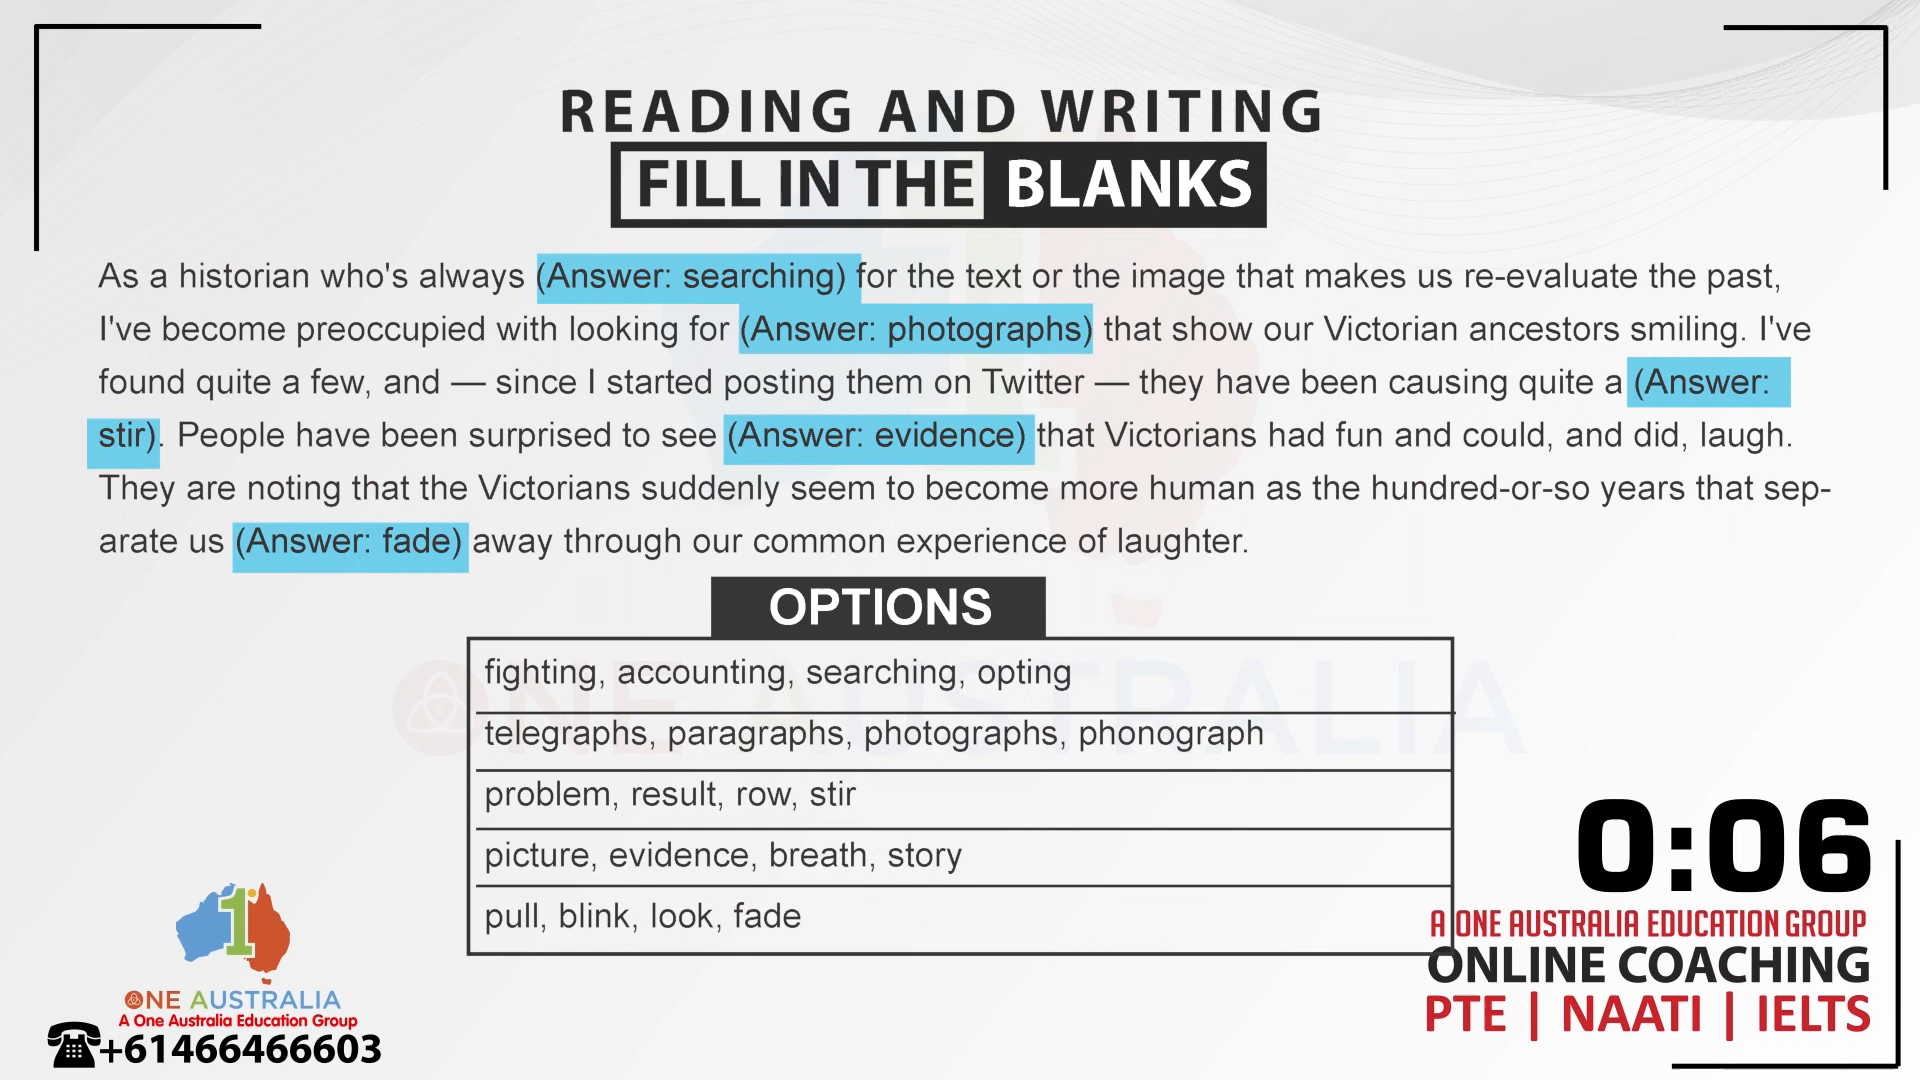 READING AND WRITING
FILL IN THE BLANKS
As a historian who's always (Answer: searching) for the text or the image that makes us re-evaluate the past,
I've become preoccupied with looking for (Answer: photographs) that show our Victorian ancestors smiling. I've
found quite a few, and — since I started posting them on Twitter — they have been causing quite a (Answer:
stir). People have been surprised to see (Answer: evidence) that Victorians had fun and could, and did, laugh.
They are noting that the Victorians suddenly seem to become more human as the hundred-or-so years that sep-
arate us (Answer: fade) away through our common experience of laughter.
OPTIONS
fighting, accounting, searching, opting
telegraphs, paragraphs, photographs, phonograph
problem, result, row, stir
picture, evidence, breath, story
pull, blink, look, fade
ONE AUSTRALIA
0:06
A ONE AUSTRALIA EDUCATION GROUP
ONLINE COACHING
PTE | NAATI | IELTS
1
ONE AUSTRALIA
A One Australia Education Group
+61466466603